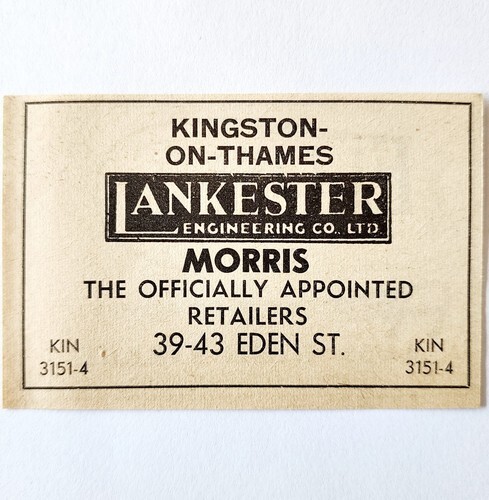 KINGSTON-
ON-THAMES
LANKESTER
ENGINEERING CO. LTD.
MORRIS
THE OFFICIALLY APPOINTED
RETAILERS
39-43 EDEN ST.
KIN
3151-4
KIN
3151-4